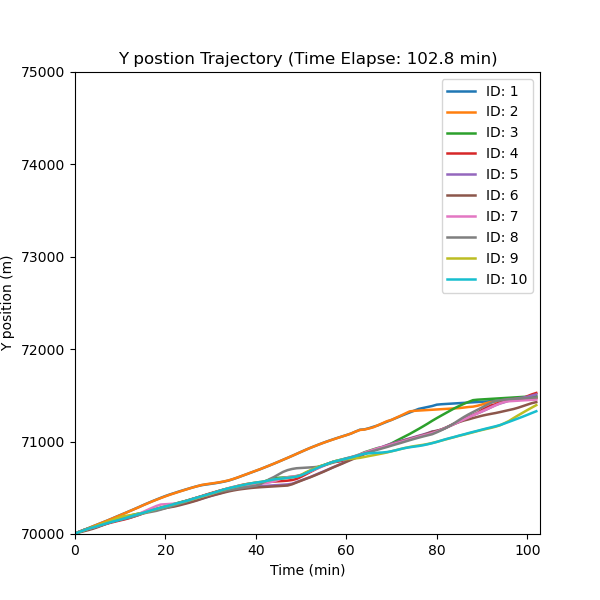 Y postion Trajectory (Time Elapse: 102.8 min)
75000
74000
73000
72000
71000
70000
Y position (m)
0 20 40 60 80 100
Time (min)
ID: 1
ID: 2
ID: 3
ID: 4
ID: 5
ID: 6
ID: 7
ID: 8
ID: 9
ID: 10